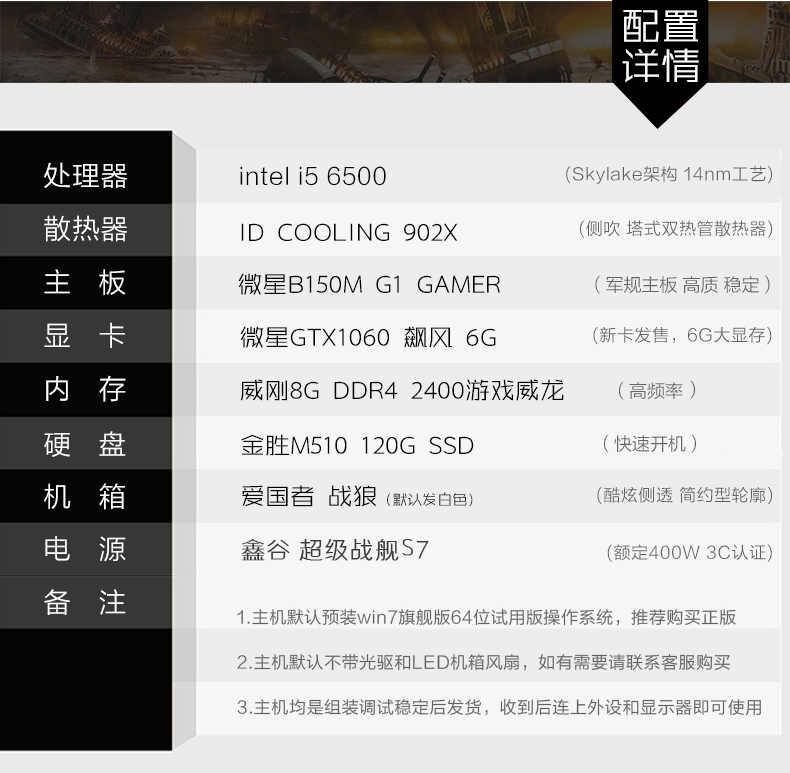 配置
详情
处理器 intel i5 6500 (Skylake架构 14nm工艺)
散热器 ID COOLING 902X (侧吹 塔式双热管散热器)
主 板 微星B150M G1 GAMER ( 军规主板 高质 稳定 )
显 卡 微星GTX1060 飙风 6G (新卡发售，6G大显存)
内 存 威刚8G DDR4 2400游戏威龙 ( 高频率 )
硬 盘 金胜M510 120G SSD ( 快速开机 )
机 箱 爱国者 战狼 (默认发白色) (酷炫侧透 简约型轮廓)
电 源 鑫谷 超级战舰S7 (额定400W 3C认证)
备 注
1.主机默认预装win7旗舰版64位试用版操作系统，推荐购买正版
2.主机默认不带光驱和LED机箱风扇，如有需要请联系客服购买
3.主机均是组装调试稳定后发货，收到后连上外设和显示器即可使用